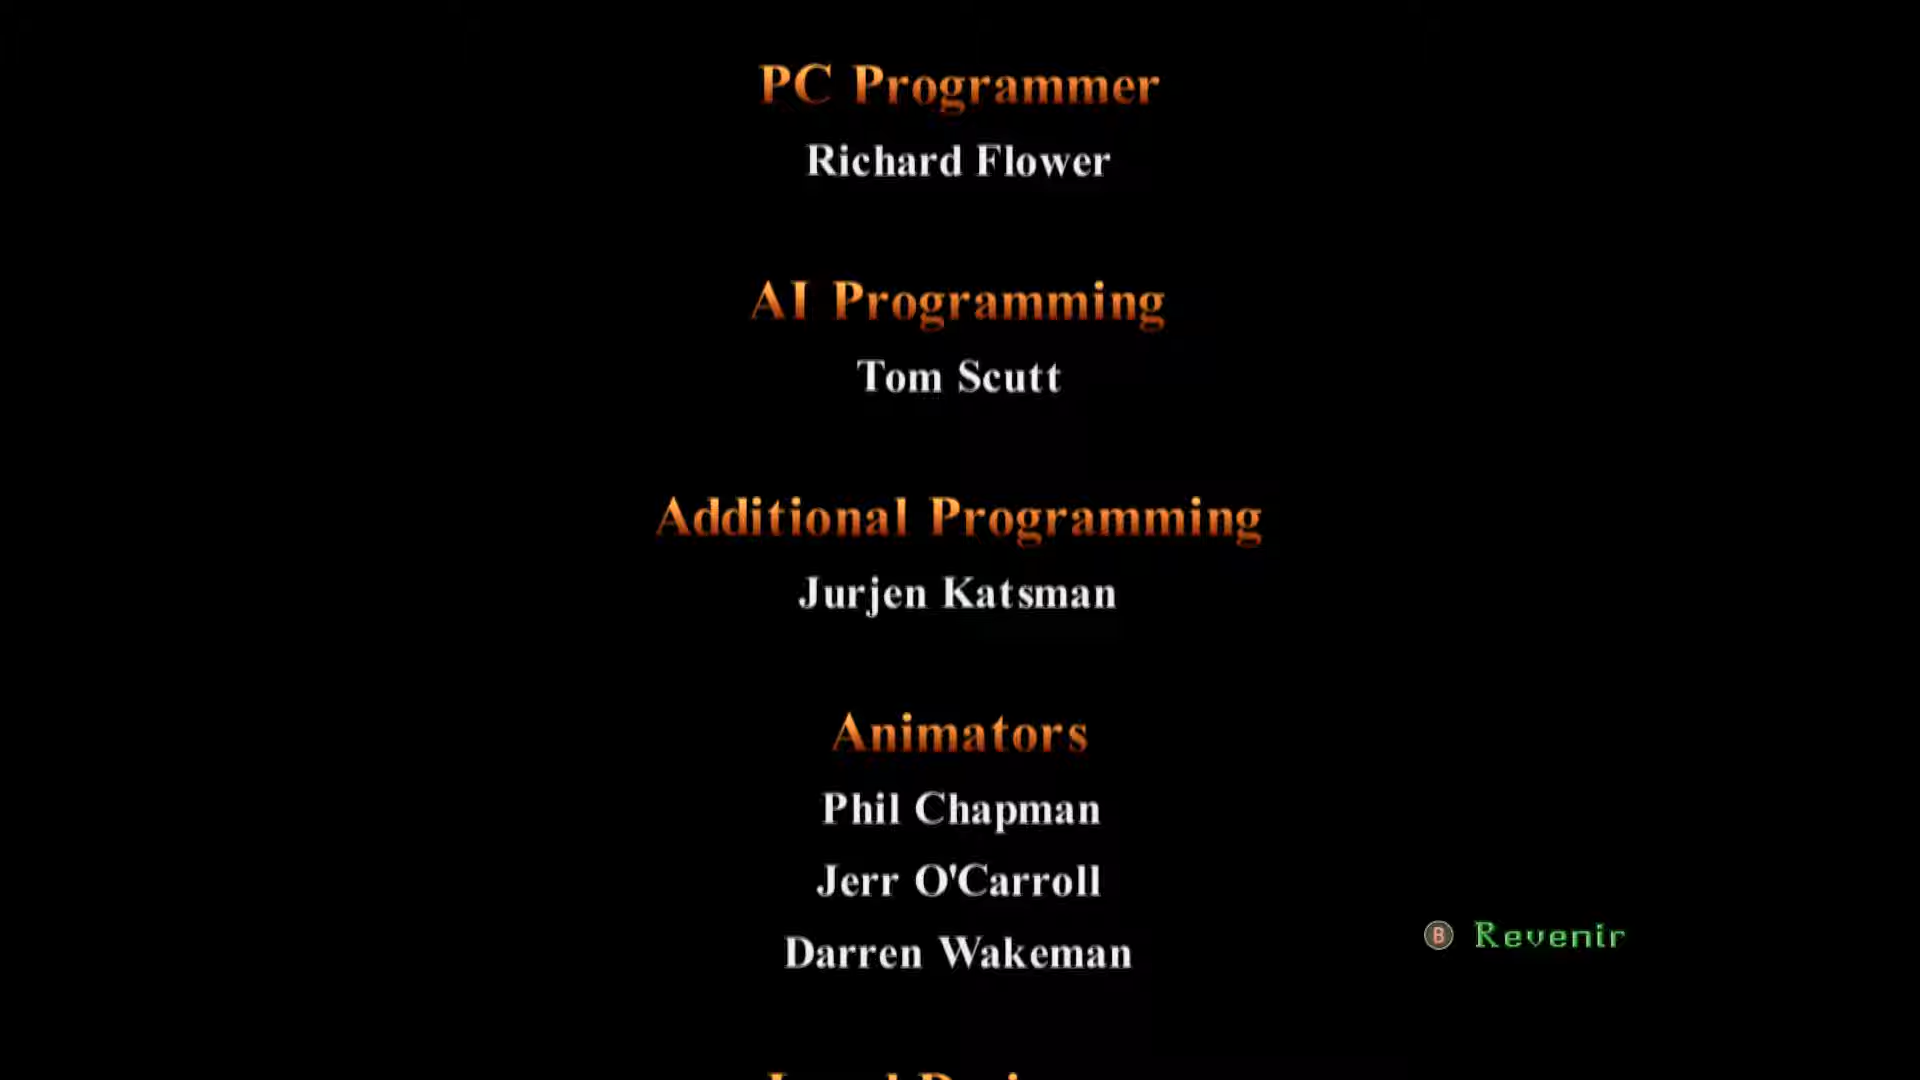 PC Programmer
Richard Flower
AI Programming
Tom Scutt
Additional Programming
Jurjen Katsman
Animators
Phil Chapman
Jerr O'Carroll
Darren Wakeman
B Revenir